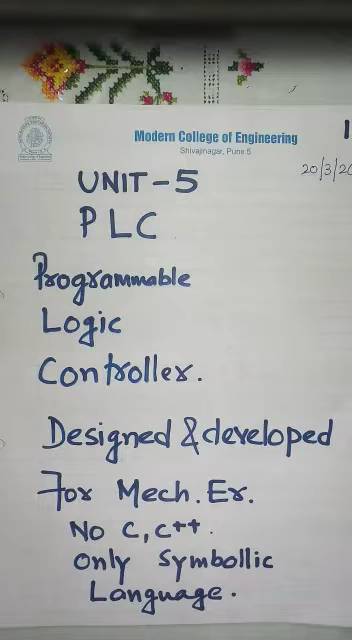 Modern College of Engineering
Shivajinagar, Pune 5
20/3/20
UNIT-5
PLC
Programmable
Logic
Controller.
Designed & developed
For Mech. Er.
No C, C++.
Only Symbollic
Language.